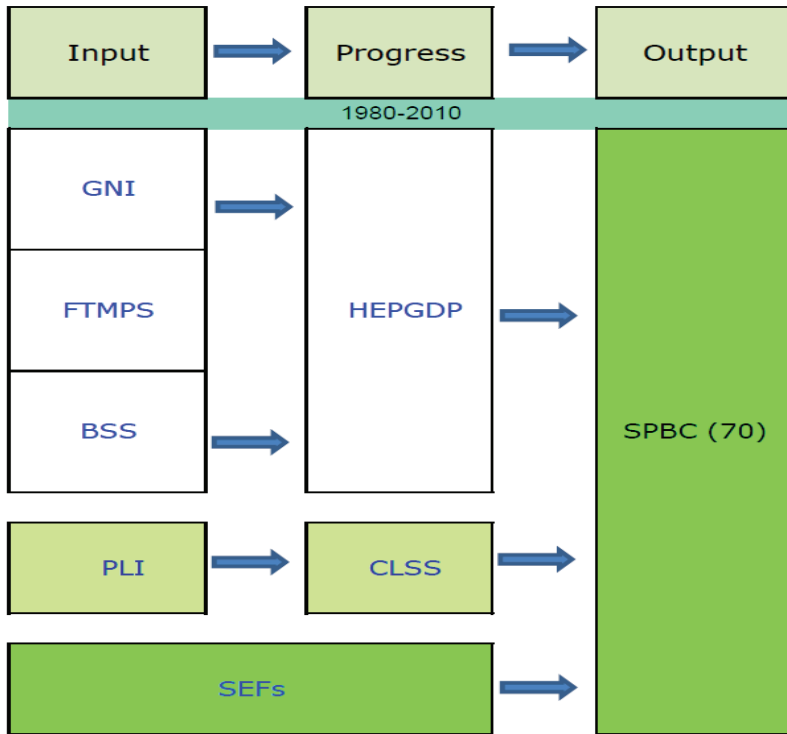 Input
Progress
Output
1980-2010
GNI
FTMPS
HEPGDP
BSS
SPBC (70)
PLI
CLSS
SEFs